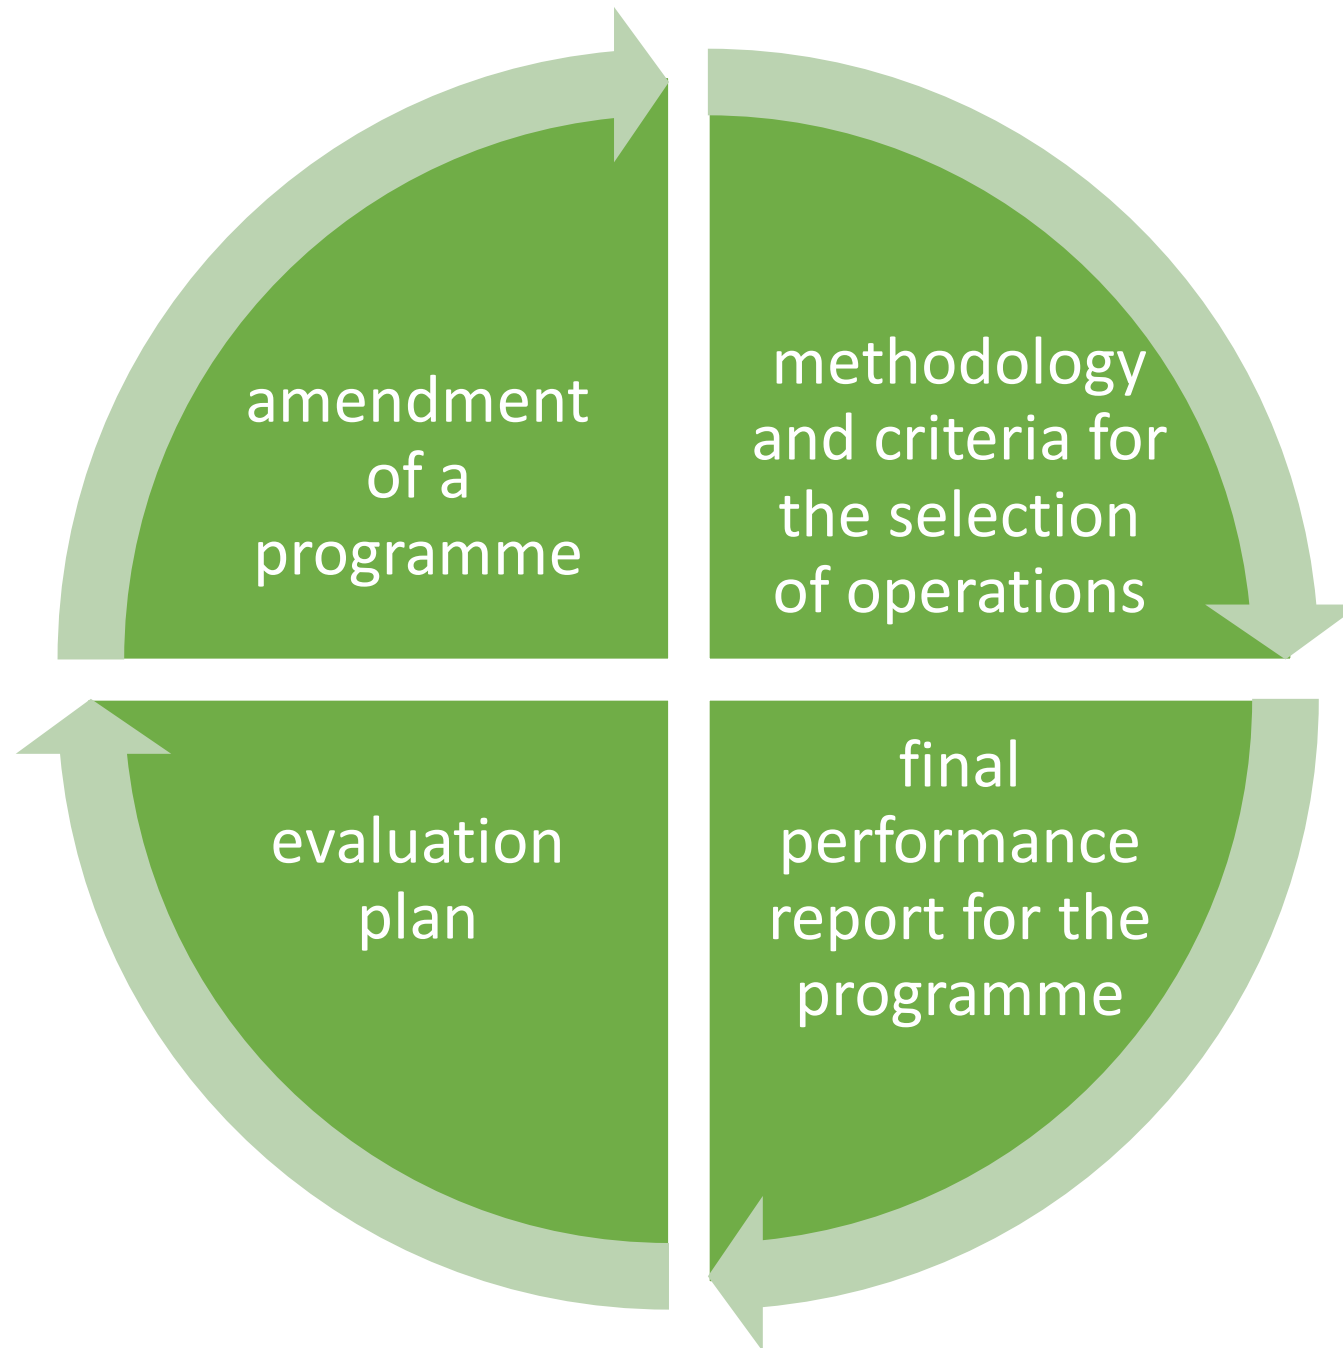 amendment
of a
programme
methodology
and criteria for
the selection
of operations
evaluation
plan
final
performance
report for the
programme